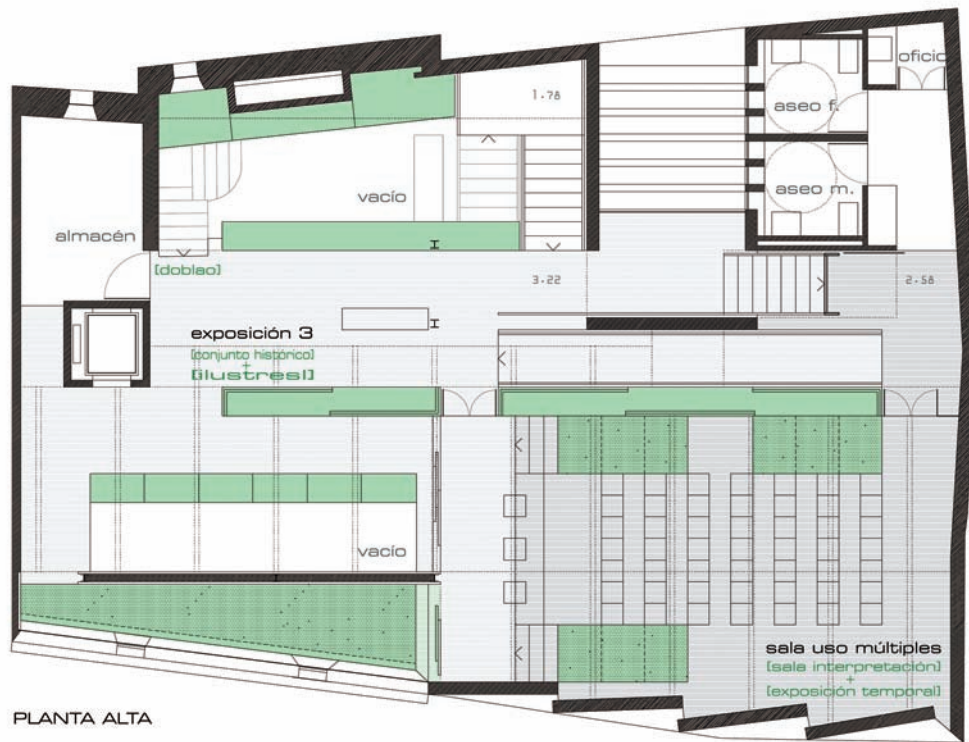 oficio
1.78
aseo f.
aseo m.
vacío
almacén
[doblao]
3.22
2.58
exposición 3
[conjunto histórico]
+
[ilustres]
vacío
sala uso múltiples
[sala interpretación]
+
[exposición temporal]
PLANTA ALTA